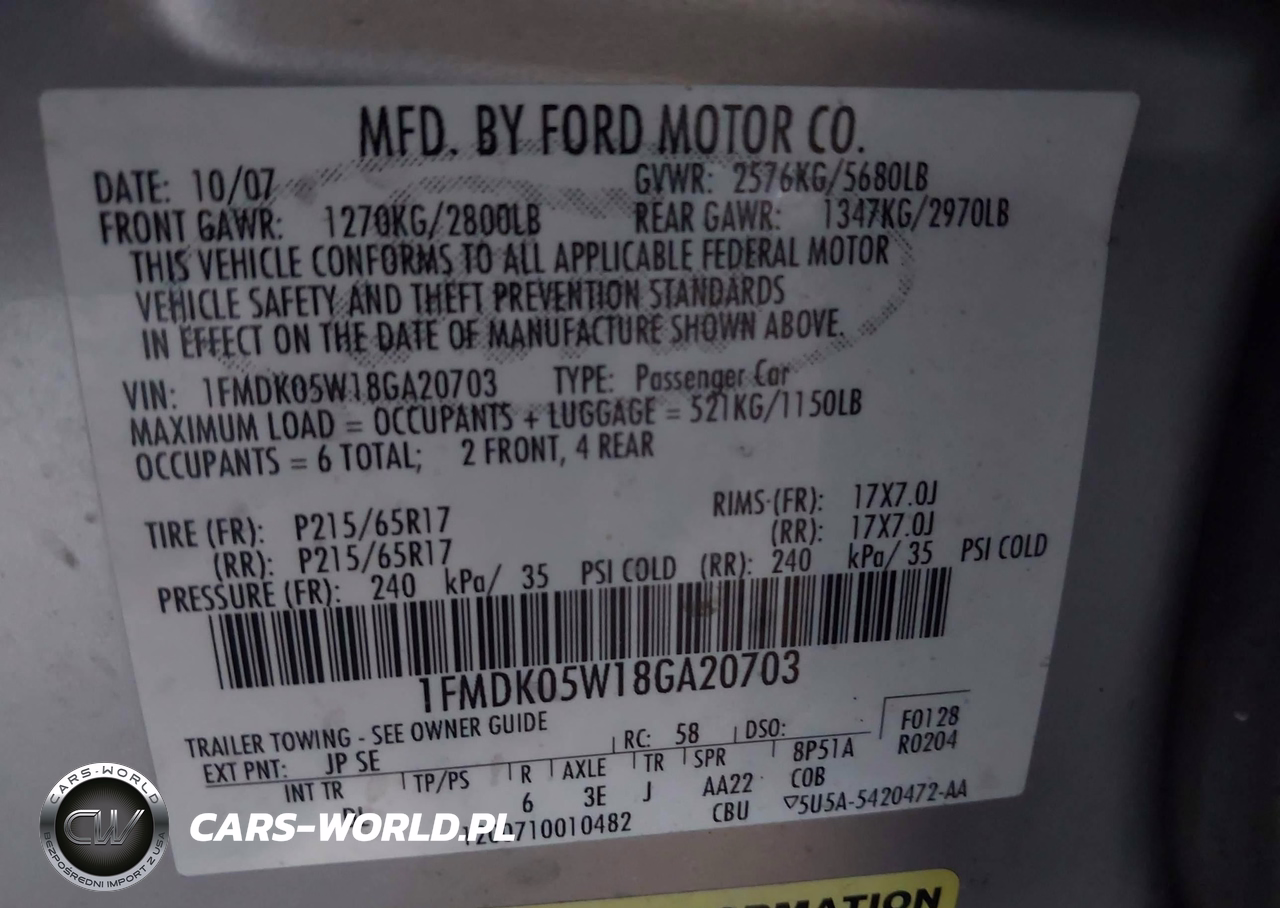 MFD. BY FORD MOTOR CO.
DATE: 10/07 GVWR: 2576KG/5680LB
FRONT GAWR: 1270KG/2800LB REAR GAWR: 1347KG/2970LB
THIS VEHICLE CONFORMS TO ALL APPLICABLE FEDERAL MOTOR
VEHICLE SAFETY AND THEFT PREVENTION STANDARDS
IN EFFECT ON THE DATE OF MANUFACTURE SHOWN ABOVE.
VIN: 1FMDK05W18GA20703 TYPE: Passenger Car
MAXIMUM LOAD = OCCUPANTS + LUGGAGE = 521KG/1150LB
OCCUPANTS = 6 TOTAL; 2 FRONT, 4 REAR
TIRE (FR): P215/65R17 RIMS (FR): 17X7.0J
(RR): P215/65R17 (RR): 17X7.0J
PRESSURE (FR): 240 kPa/ 35 PSI COLD (RR): 240 kPa/ 35 PSI COLD
1FMDK05W18GA20703
TRAILER TOWING - SEE OWNER GUIDE RC: 58 DSO: F0128
EXT PNT: JP SE 8P51A R0204
INT TR TP/PS R AXLE TR SPR COB
6 3E J AA22 5U5A-5420472-AA
CBU
CARS-WORLD
CW
BEZPOŚREDNI IMPORT Z USA
CARS-WORLD.PL